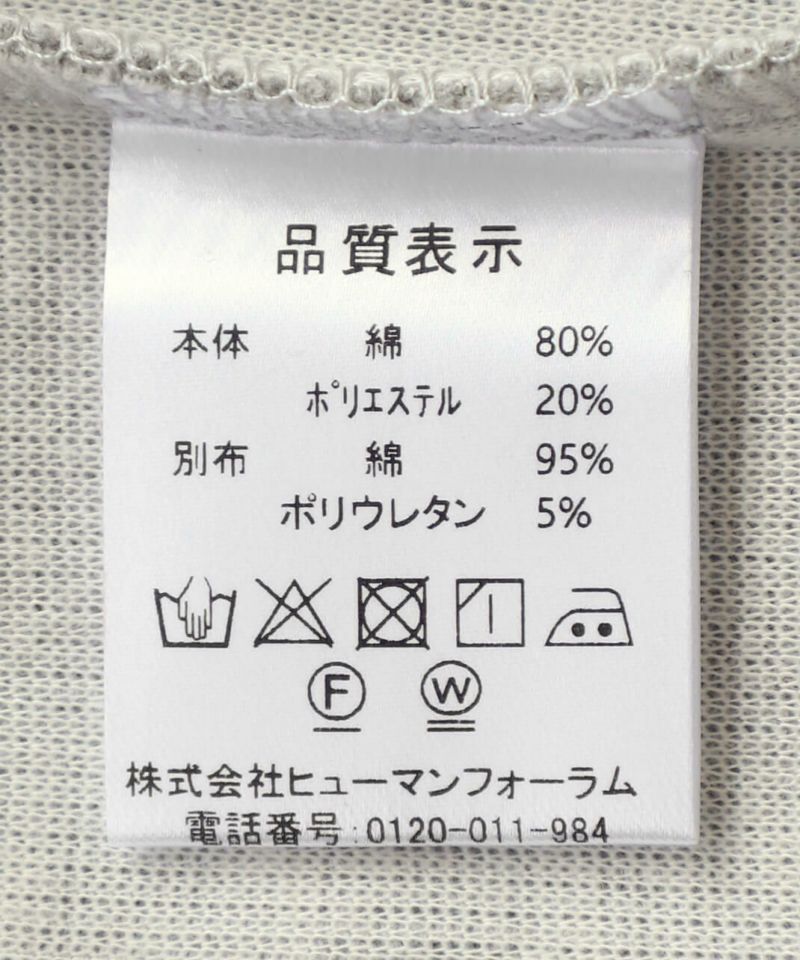 品質表示
本体 綿 80%
ポリエステル 20%
別布 綿 95%
ポリウレタン 5%
F W
株式会社ヒューマンフォーラム
電話番号:0120-011-984